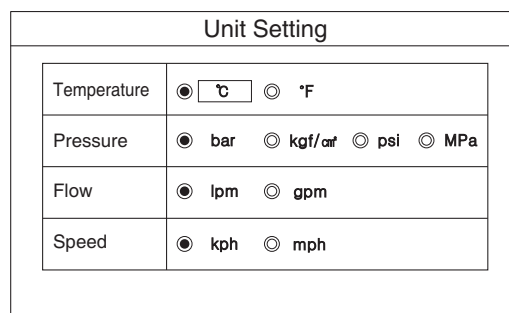 Unit Setting
Temperature ℃ °F
Pressure bar kgf/㎠ psi MPa
Flow lpm gpm
Speed kph mph